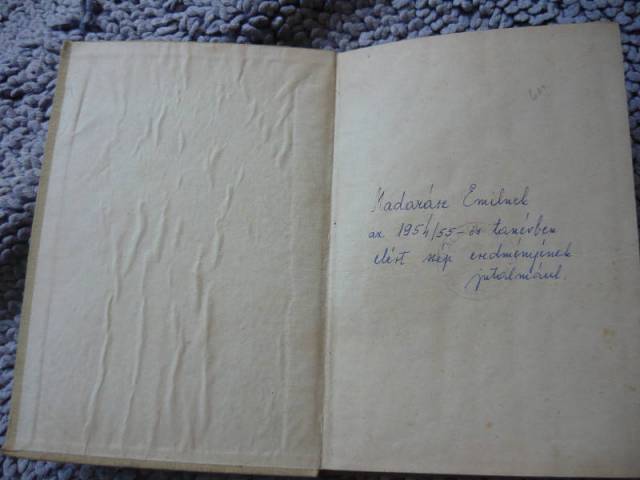 Madarász Emilnek
az 1954/55-ös tanévben
elért szép eredményének
jutalmául